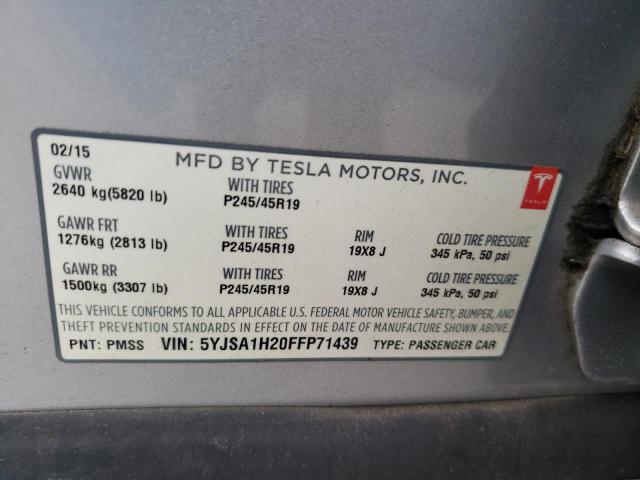 02/15
MFD BY TESLA MOTORS, INC.
TESLA
GVWR
2640 kg(5820 lb)
WITH TIRES
P245/45R19
GAWR FRT
1276kg (2813 lb)
WITH TIRES
P245/45R19
RIM
19X8 J
COLD TIRE PRESSURE
345 kPa, 50 psi
GAWR RR
1500kg (3307 lb)
WITH TIRES
P245/45R19
RIM
19X8 J
COLD TIRE PRESSURE
345 kPa, 50 psi
THIS VEHICLE CONFORMS TO ALL APPLICABLE U.S. FEDERAL MOTOR VEHICLE SAFETY, BUMPER, AND
THEFT PREVENTION STANDARDS IN EFFECT ON THE DATE OF MANUFACTURE SHOWN ABOVE.
PNT: PMSS VIN: 5YJSA1H20FFP71439 TYPE: PASSENGER CAR